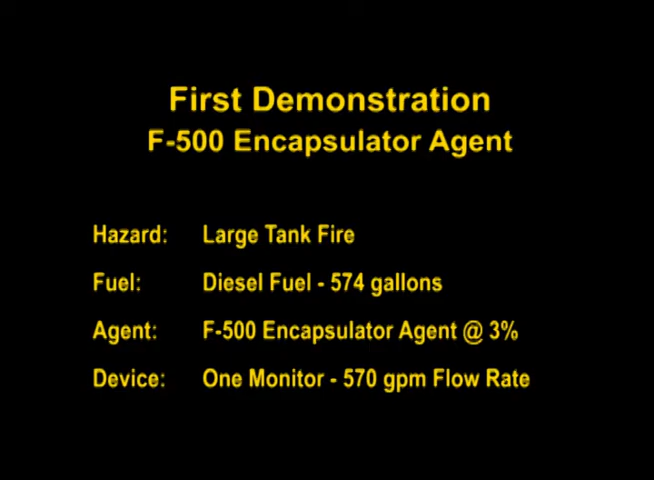 First Demonstration
F-500 Encapsulator Agent
Hazard: Large Tank Fire
Fuel: Diesel Fuel - 574 gallons
Agent: F-500 Encapsulator Agent @ 3%
Device: One Monitor - 570 gpm Flow Rate